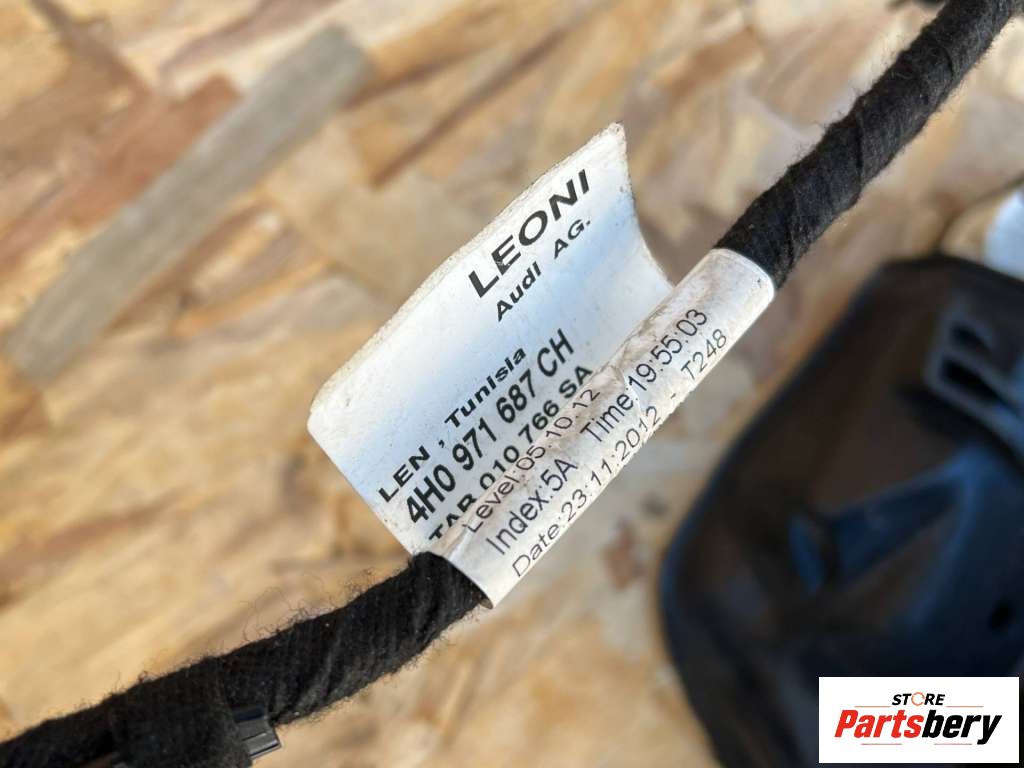 LEONI
Audi AG.
LEN , Tunisia
4H0 971 687 CH
TAB 010 766 SA
Level:05.10.12
Index:5A Time:19:55:03
Date:23:11:2012 - T248
STORE
Partsbery